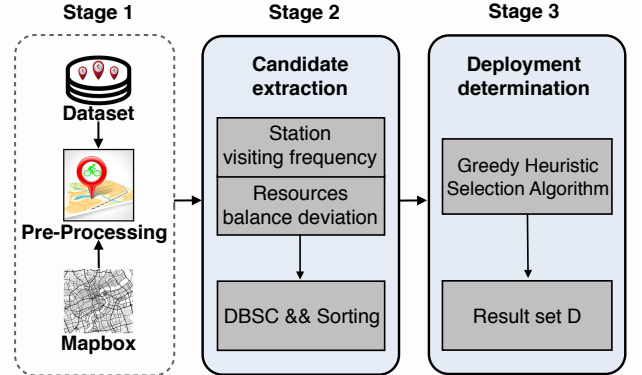 Stage 1
Dataset
Pre-Processing
Mapbox
Stage 2
Candidate
extraction
Station
visiting frequency
Resources
balance deviation
DBSC && Sorting
Stage 3
Deployment
determination
Greedy Heuristic
Selection Algorithm
Result set D